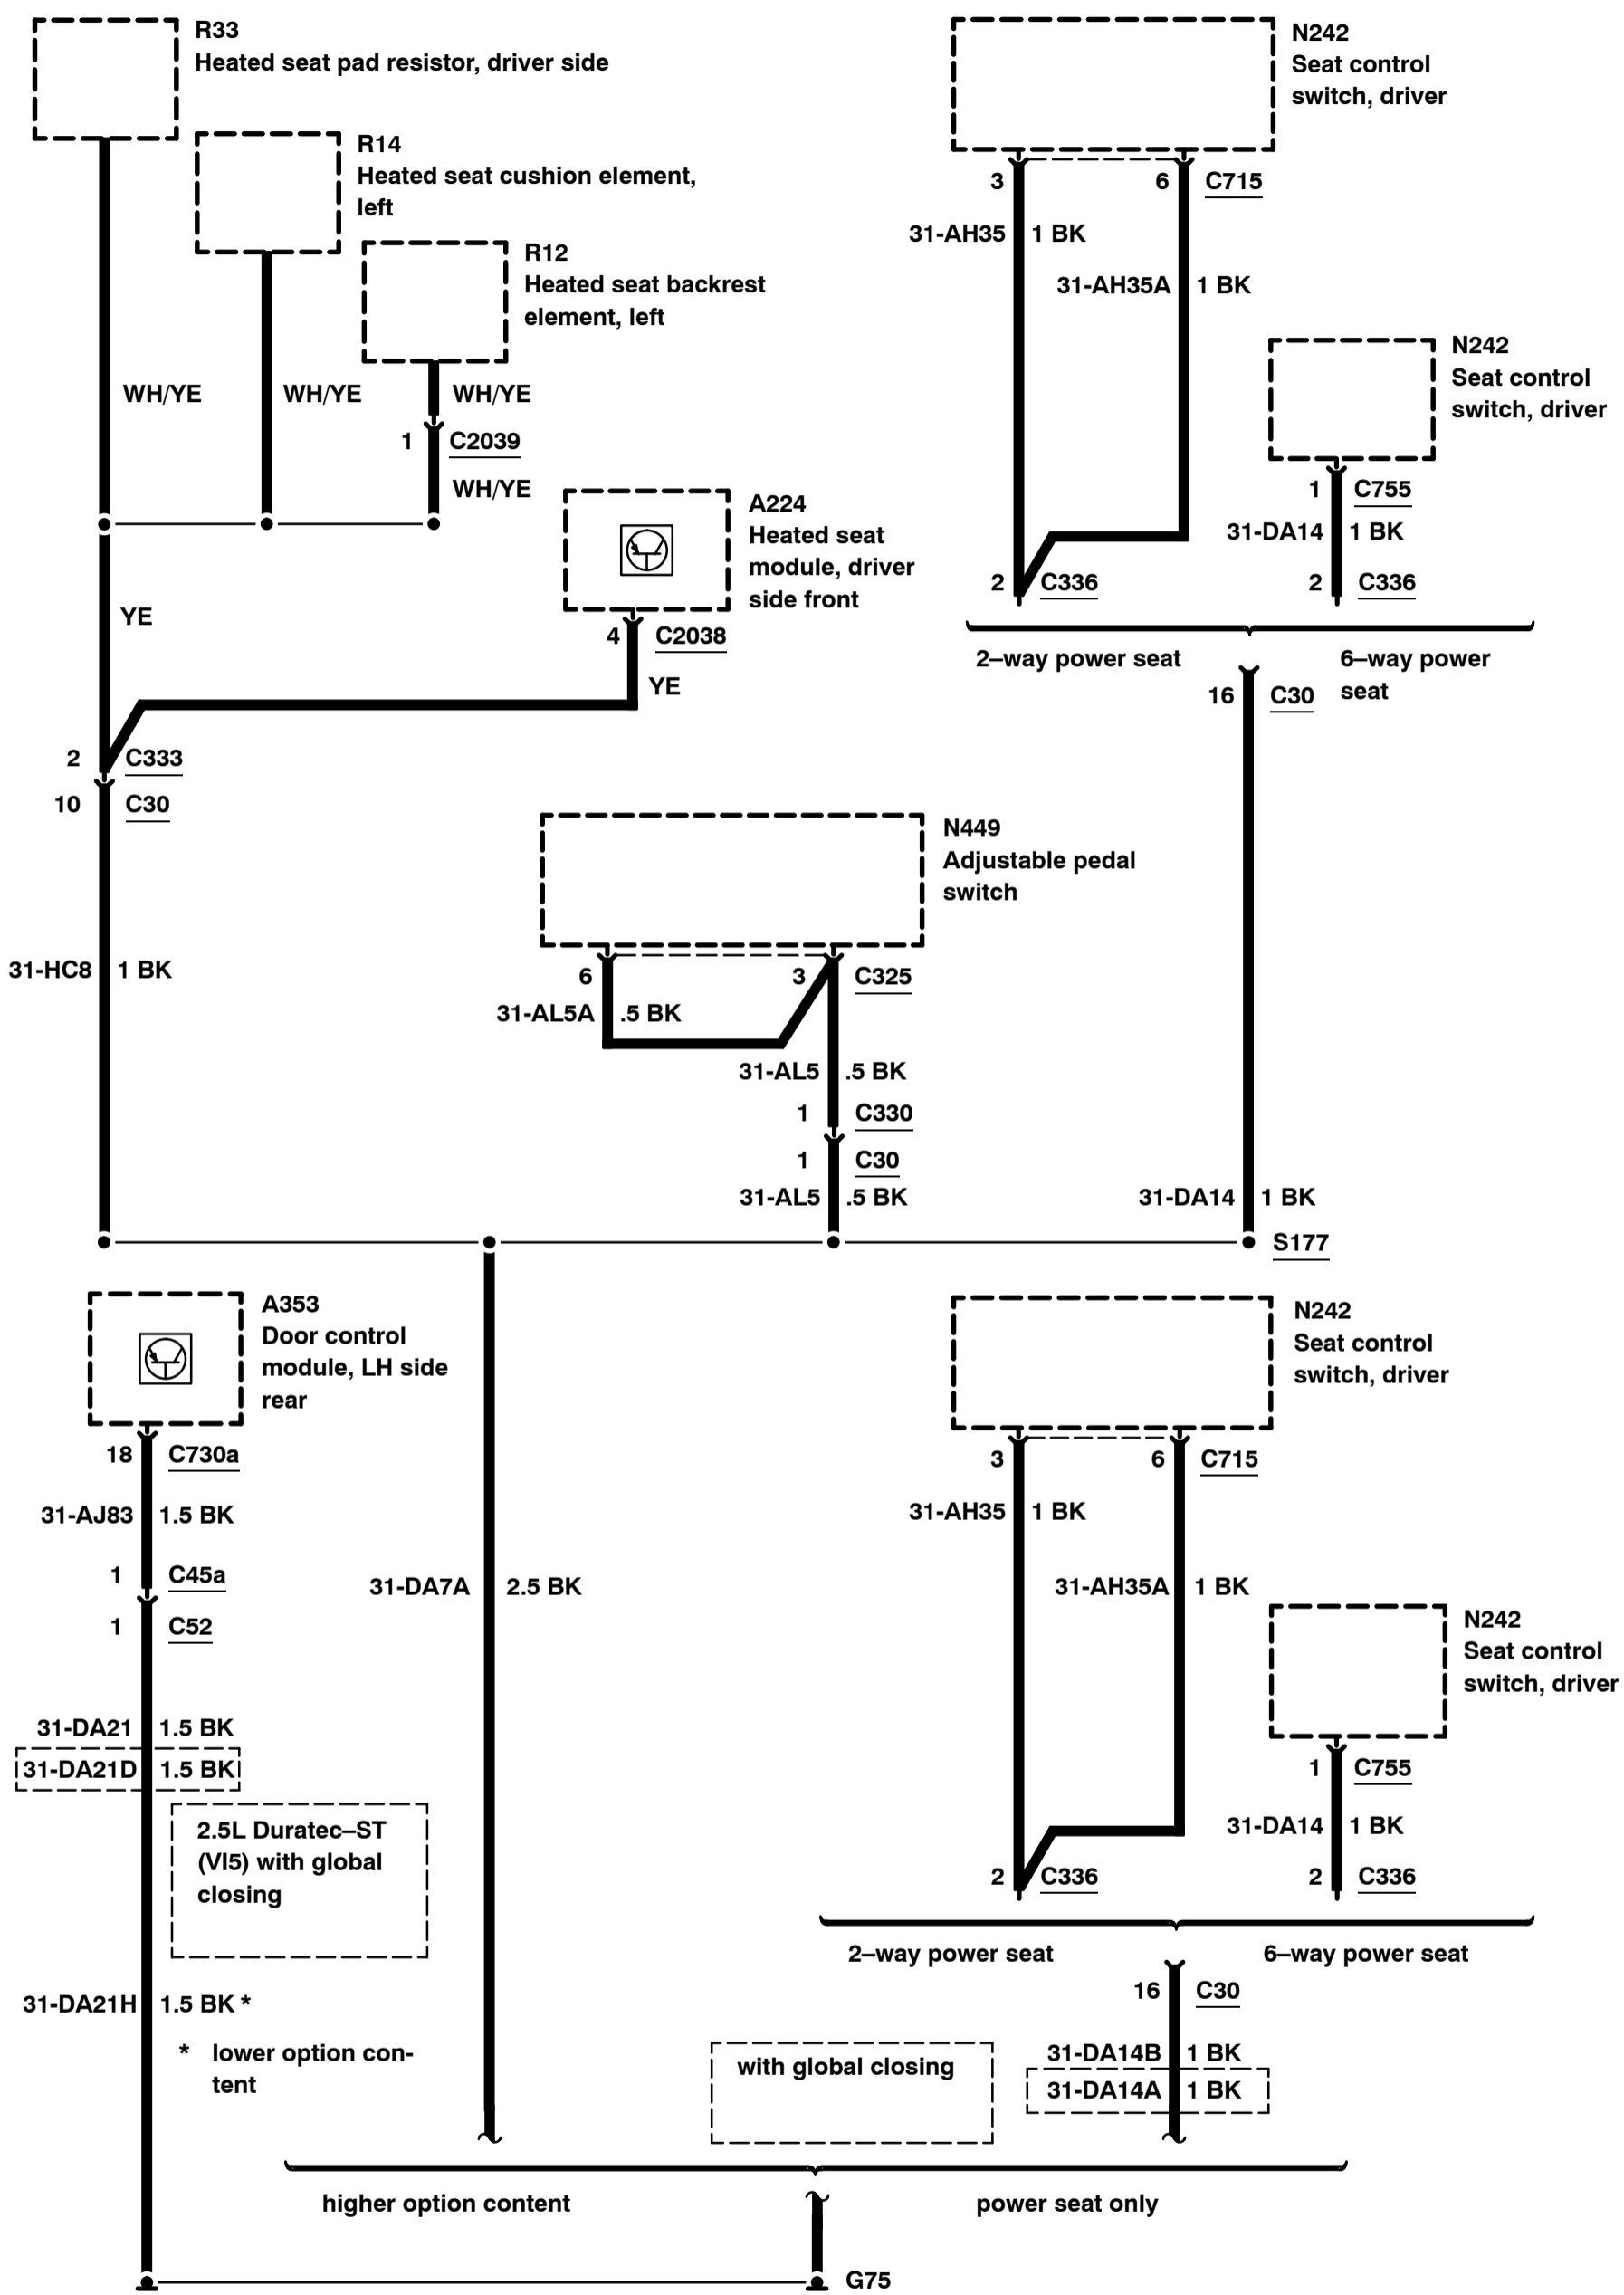 R33
Heated seat pad resistor, driver side
R14
Heated seat cushion element,
left
R12
Heated seat backrest
element, left
WH/YE
WH/YE
WH/YE
1 C2039
WH/YE
A224
Heated seat
module, driver
side front
YE
4 C2038
YE
2 C333
10 C30
31-HC8 1 BK
N242
Seat control
switch, driver
3 6 C715
31-AH35 1 BK
31-AH35A 1 BK
N242
Seat control
switch, driver
1 C755
31-DA14 1 BK
2 C336
2 C336
2–way power seat
6–way power
seat
16 C30
N449
Adjustable pedal
switch
6 3 C325
31-AL5A .5 BK
31-AL5 .5 BK
1 C330
1 C30
31-AL5 .5 BK
31-DA14 1 BK
S177
A353
Door control
module, LH side
rear
18 C730a
31-AJ83 1.5 BK
1 C45a
1 C52
31-DA21 1.5 BK
31-DA21D 1.5 BK
2.5L Duratec–ST
(VI5) with global
closing
31-DA21H 1.5 BK *
* lower option con-
tent
31-DA7A 2.5 BK
N242
Seat control
switch, driver
3 6 C715
31-AH35 1 BK
31-AH35A 1 BK
N242
Seat control
switch, driver
1 C755
31-DA14 1 BK
2 C336
2 C336
2–way power seat
6–way power seat
16 C30
with global closing
31-DA14B 1 BK
31-DA14A 1 BK
higher option content
power seat only
G75